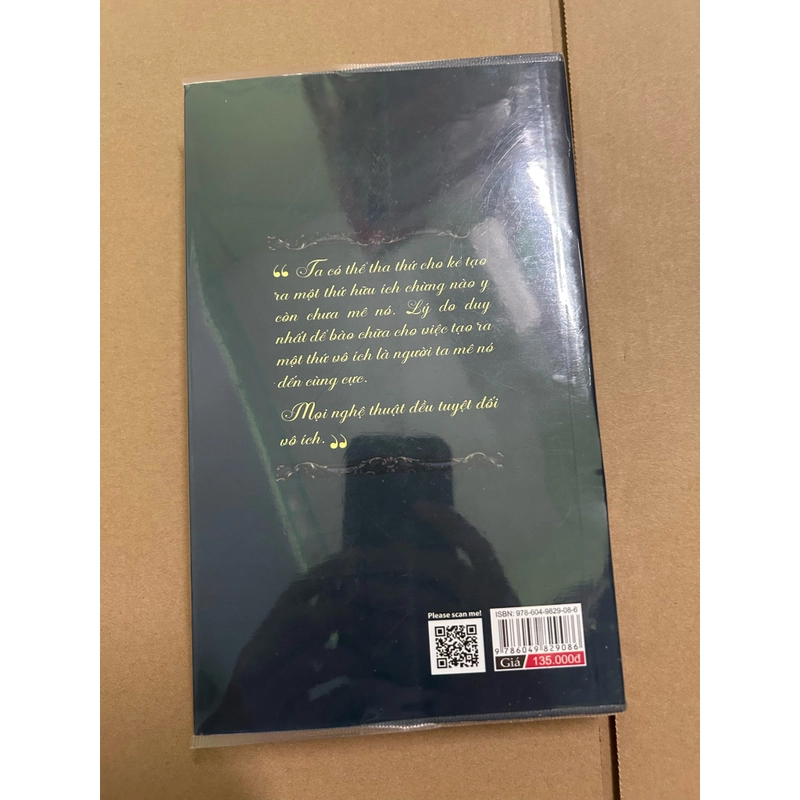 “ Ta có thể tha thứ cho kẻ tạo
ra một thứ hữu ích chừng nào y
còn chưa mê nó. Lý do duy
nhất để bào chữa cho việc tạo ra
một thứ vô ích là người ta mê nó
đến cùng cực.
Mọi nghệ thuật đều tuyệt đối
vô ích. ”
Please scan me!
ISBN: 978-604-9829-08-6
9 786049 829086
Giá 135.000đ